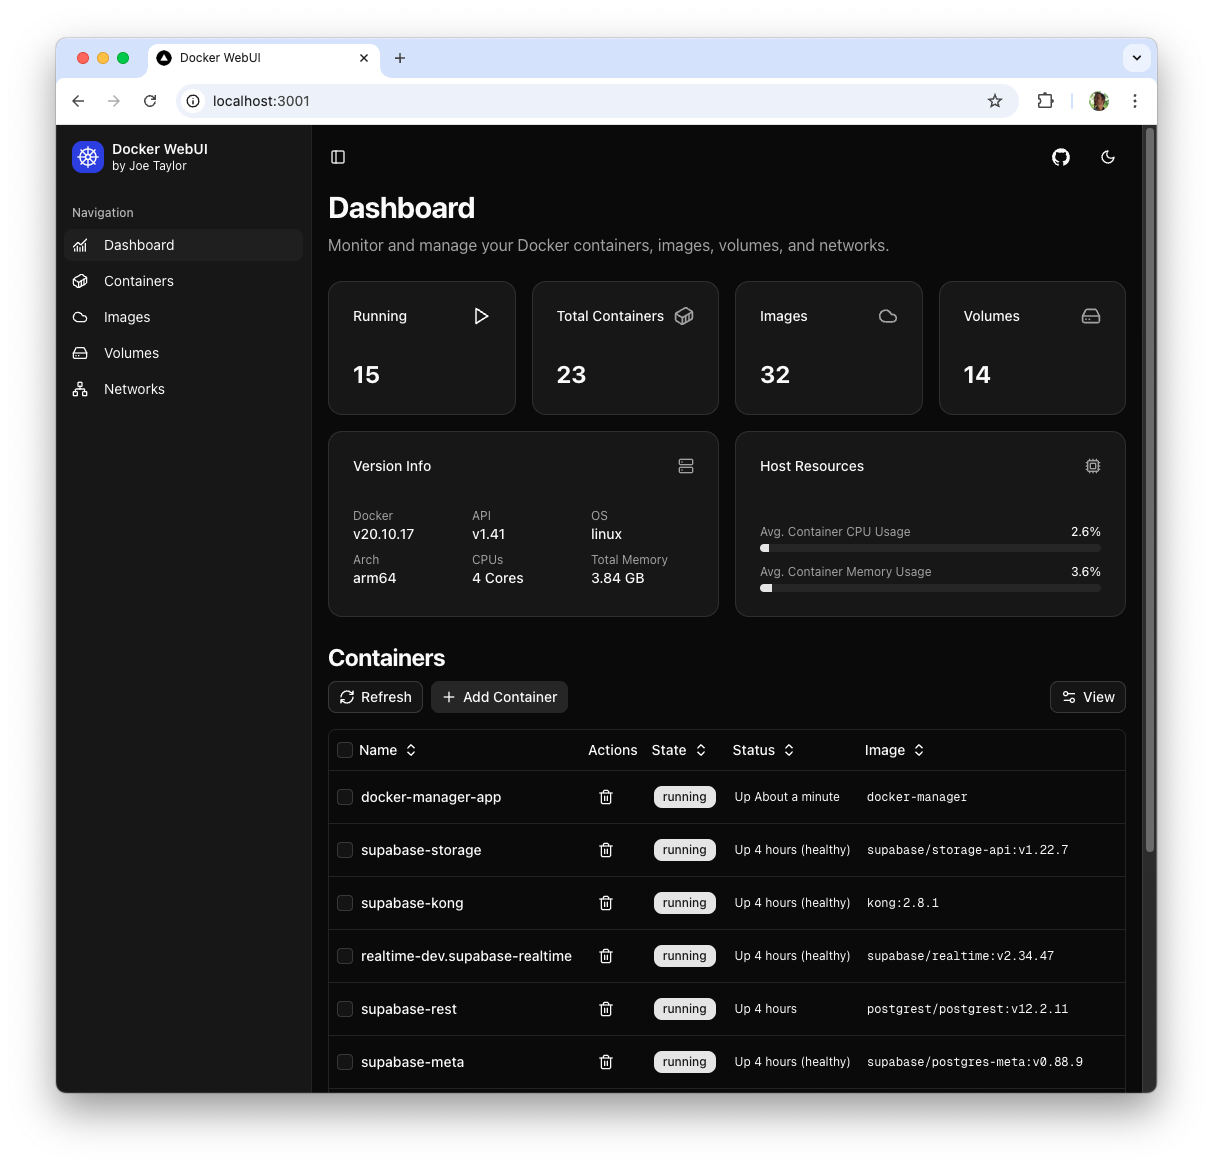 Docker WebUI
localhost:3001
Docker WebUI
by Joe Taylor
Navigation
Dashboard
Containers
Images
Volumes
Networks
Dashboard
Monitor and manage your Docker containers, images, volumes, and networks.
Running
15
Total Containers
23
Images
32
Volumes
14
Version Info
Docker
v20.10.17
API
v1.41
OS
linux
Arch
arm64
CPUs
4 Cores
Total Memory
3.84 GB
Host Resources
Avg. Container CPU Usage 2.6%
Avg. Container Memory Usage 3.6%
Containers
Refresh
Add Container
View
Name Actions State Status Image
docker-manager-app running Up About a minute docker-manager
supabase-storage running Up 4 hours (healthy) supabase/storage-api:v1.22.7
supabase-kong running Up 4 hours (healthy) kong:2.8.1
realtime-dev.supabase-realtime running Up 4 hours (healthy) supabase/realtime:v2.34.47
supabase-rest running Up 4 hours postgrest/postgrest:v12.2.11
supabase-meta running Up 4 hours (healthy) supabase/postgres-meta:v0.88.9